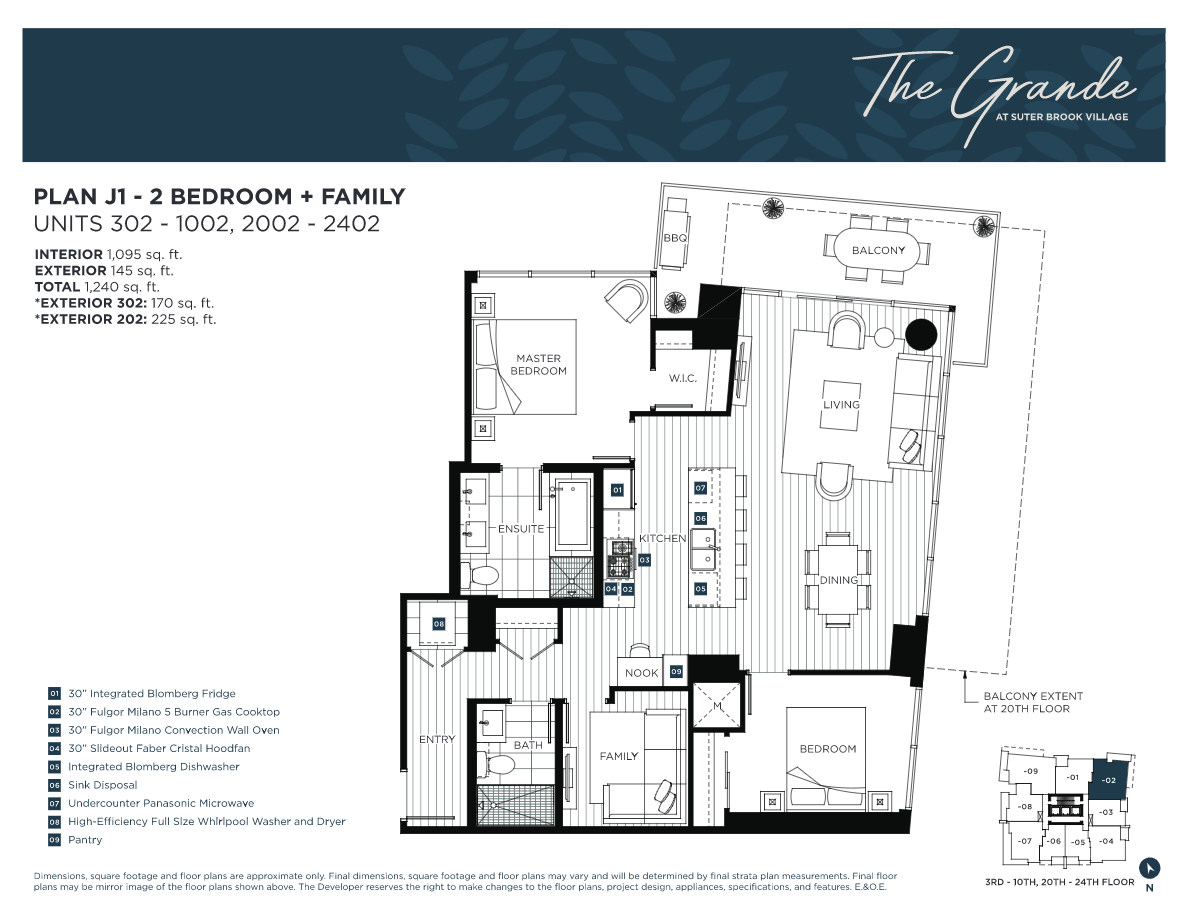 The Grande
AT SUTER BROOK VILLAGE
PLAN J1 - 2 BEDROOM + FAMILY
UNITS 302 - 1002, 2002 - 2402
INTERIOR 1,095 sq. ft.
EXTERIOR 145 sq. ft.
TOTAL 1,240 sq. ft.
*EXTERIOR 302: 170 sq. ft.
*EXTERIOR 202: 225 sq. ft.
BBQ
BALCONY
MASTER
BEDROOM
W.I.C.
LIVING
01
07
06
ENSUITE
KITCHEN
03
04
02
05
DINING
08
NOOK
09
M
ENTRY
BATH
FAMILY
BEDROOM
BALCONY EXTENT
AT 20TH FLOOR
01 30" Integrated Blomberg Fridge
02 30" Fulgor Milano 5 Burner Gas Cooktop
03 30" Fulgor Milano Convection Wall Oven
04 30" Slideout Faber Cristal Hoodfan
05 Integrated Blomberg Dishwasher
06 Sink Disposal
07 Undercounter Panasonic Microwave
08 High-Efficiency Full Size Whirlpool Washer and Dryer
09 Pantry
-09
-01
-02
-08
-03
-07
-06
-05
-04
3RD - 10TH, 20TH - 24TH FLOOR
N
Dimensions, square footage and floor plans are approximate only. Final dimensions, square footage and floor plans may vary and will be determined by final strata plan measurements. Final floor
plans may be mirror image of the floor plans shown above. The Developer reserves the right to make changes to the floor plans, project design, appliances, specifications, and features. E.&O.E.